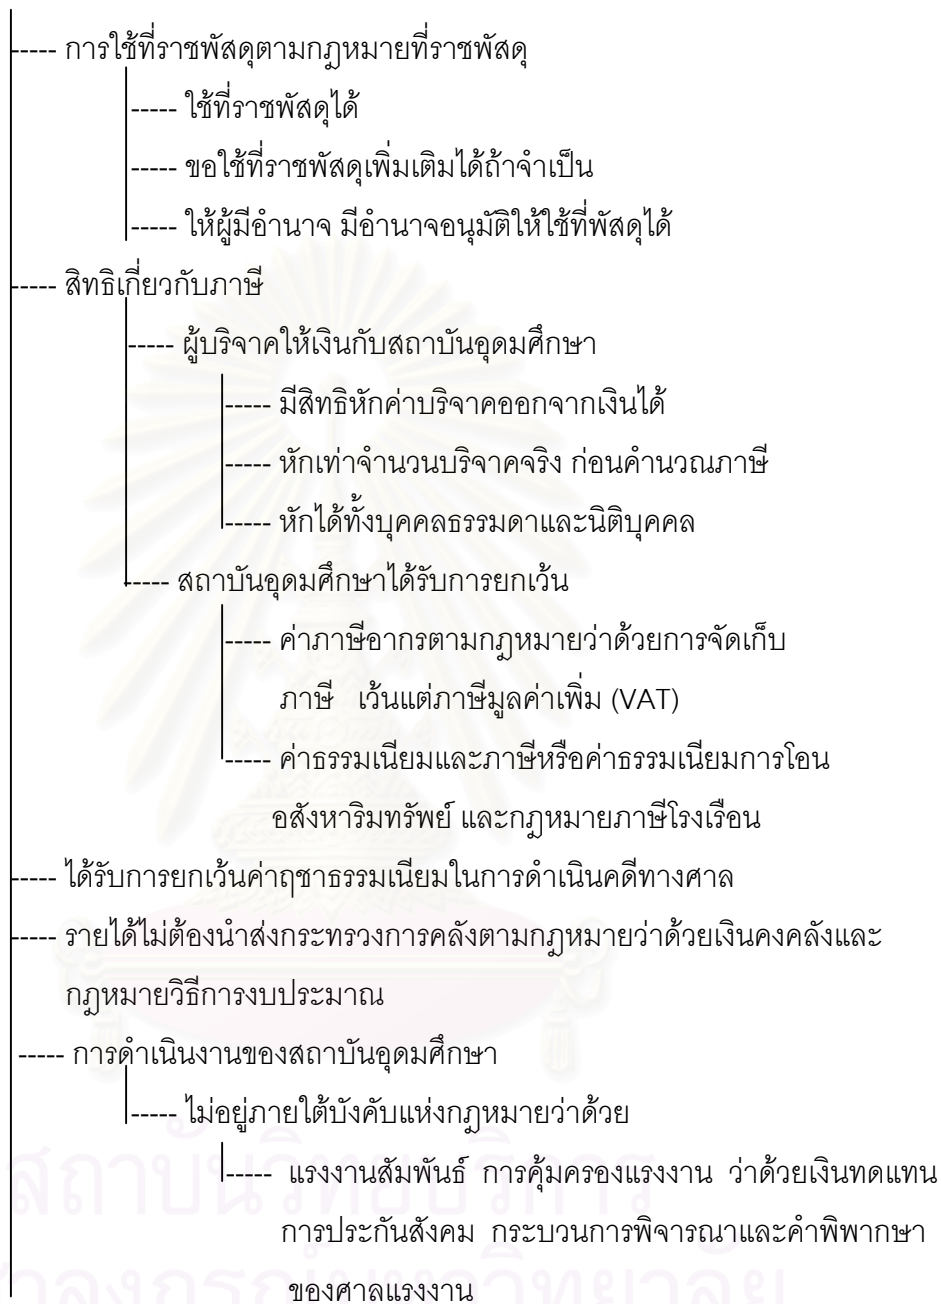 ----- การใช้ที่ราชพัสดุตามกฎหมายที่ราชพัสดุ
----- ใช้ที่ราชพัสดุได้
----- ขอใช้ที่ราชพัสดุเพิ่มเติมได้ถ้าจำเป็น
----- ให้ผู้มีอำนาจ มีอำนาจอนุมัติให้ใช้ที่พัสดุได้
----- สิทธิเกี่ยวกับภาษี
----- ผู้บริจาคให้เงินกับสถาบันอุดมศึกษา
----- มีสิทธิหักค่าบริจาคออกจากเงินได้
----- หักเท่าจำนวนบริจาคจริง ก่อนคำนวณภาษี
----- หักได้ทั้งบุคคลธรรมดาและนิติบุคคล
----- สถาบันอุดมศึกษาได้รับการยกเว้น
----- ค่าภาษีอากรตามกฎหมายว่าด้วยการจัดเก็บ
ภาษี เว้นแต่ภาษีมูลค่าเพิ่ม (VAT)
----- ค่าธรรมเนียมและภาษีหรือค่าธรรมเนียมการโอน
อสังหาริมทรัพย์ และกฎหมายภาษีโรงเรือน
----- ได้รับการยกเว้นค่าฤชาธรรมเนียมในการดำเนินคดีทางศาล
----- รายได้ไม่ต้องนำส่งกระทรวงการคลังตามกฎหมายว่าด้วยเงินคงคลังและ
กฎหมายวิธีการงบประมาณ
----- การดำเนินงานของสถาบันอุดมศึกษา
----- ไม่อยู่ภายใต้บังคับแห่งกฎหมายว่าด้วย
----- แรงงานสัมพันธ์ การคุ้มครองแรงงาน ว่าด้วยเงินทดแทน
สถาบันวิทยบริการ
การประกันสังคม กระบวนการพิจารณาและคำพิพากษา
ของศาลแรงงาน
จุฬาลงกรณ์มหาวิทยาลัย